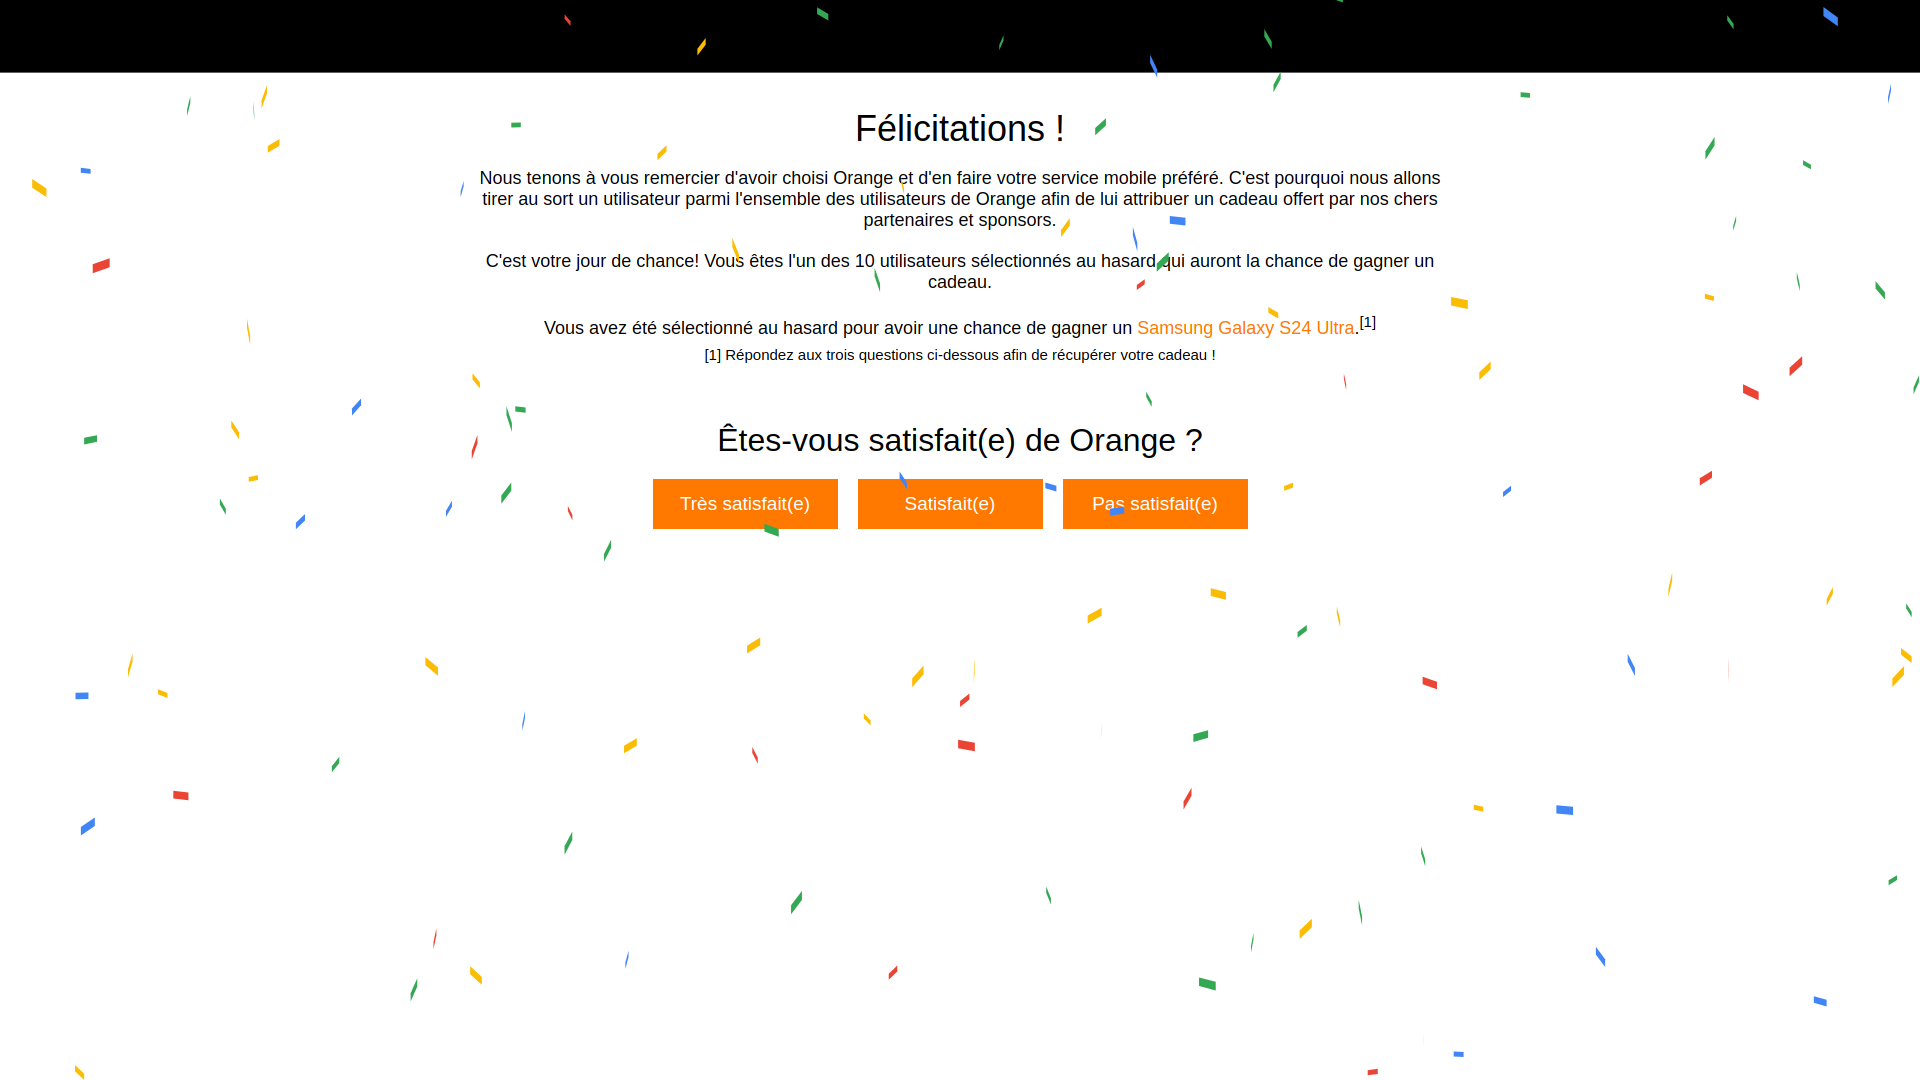 Félicitations !
Nous tenons à vous remercier d'avoir choisi Orange et d'en faire votre service mobile préféré. C'est pourquoi nous allons
tirer au sort un utilisateur parmi l'ensemble des utilisateurs de Orange afin de lui attribuer un cadeau offert par nos chers
partenaires et sponsors.
C'est votre jour de chance! Vous êtes l'un des 10 utilisateurs sélectionnés au hasard qui auront la chance de gagner un
cadeau.
Vous avez été sélectionné au hasard pour avoir une chance de gagner un Samsung Galaxy S24 Ultra.[1]
[1] Répondez aux trois questions ci-dessous afin de récupérer votre cadeau !
Êtes-vous satisfait(e) de Orange ?
Très satisfait(e) Satisfait(e) Pas satisfait(e)